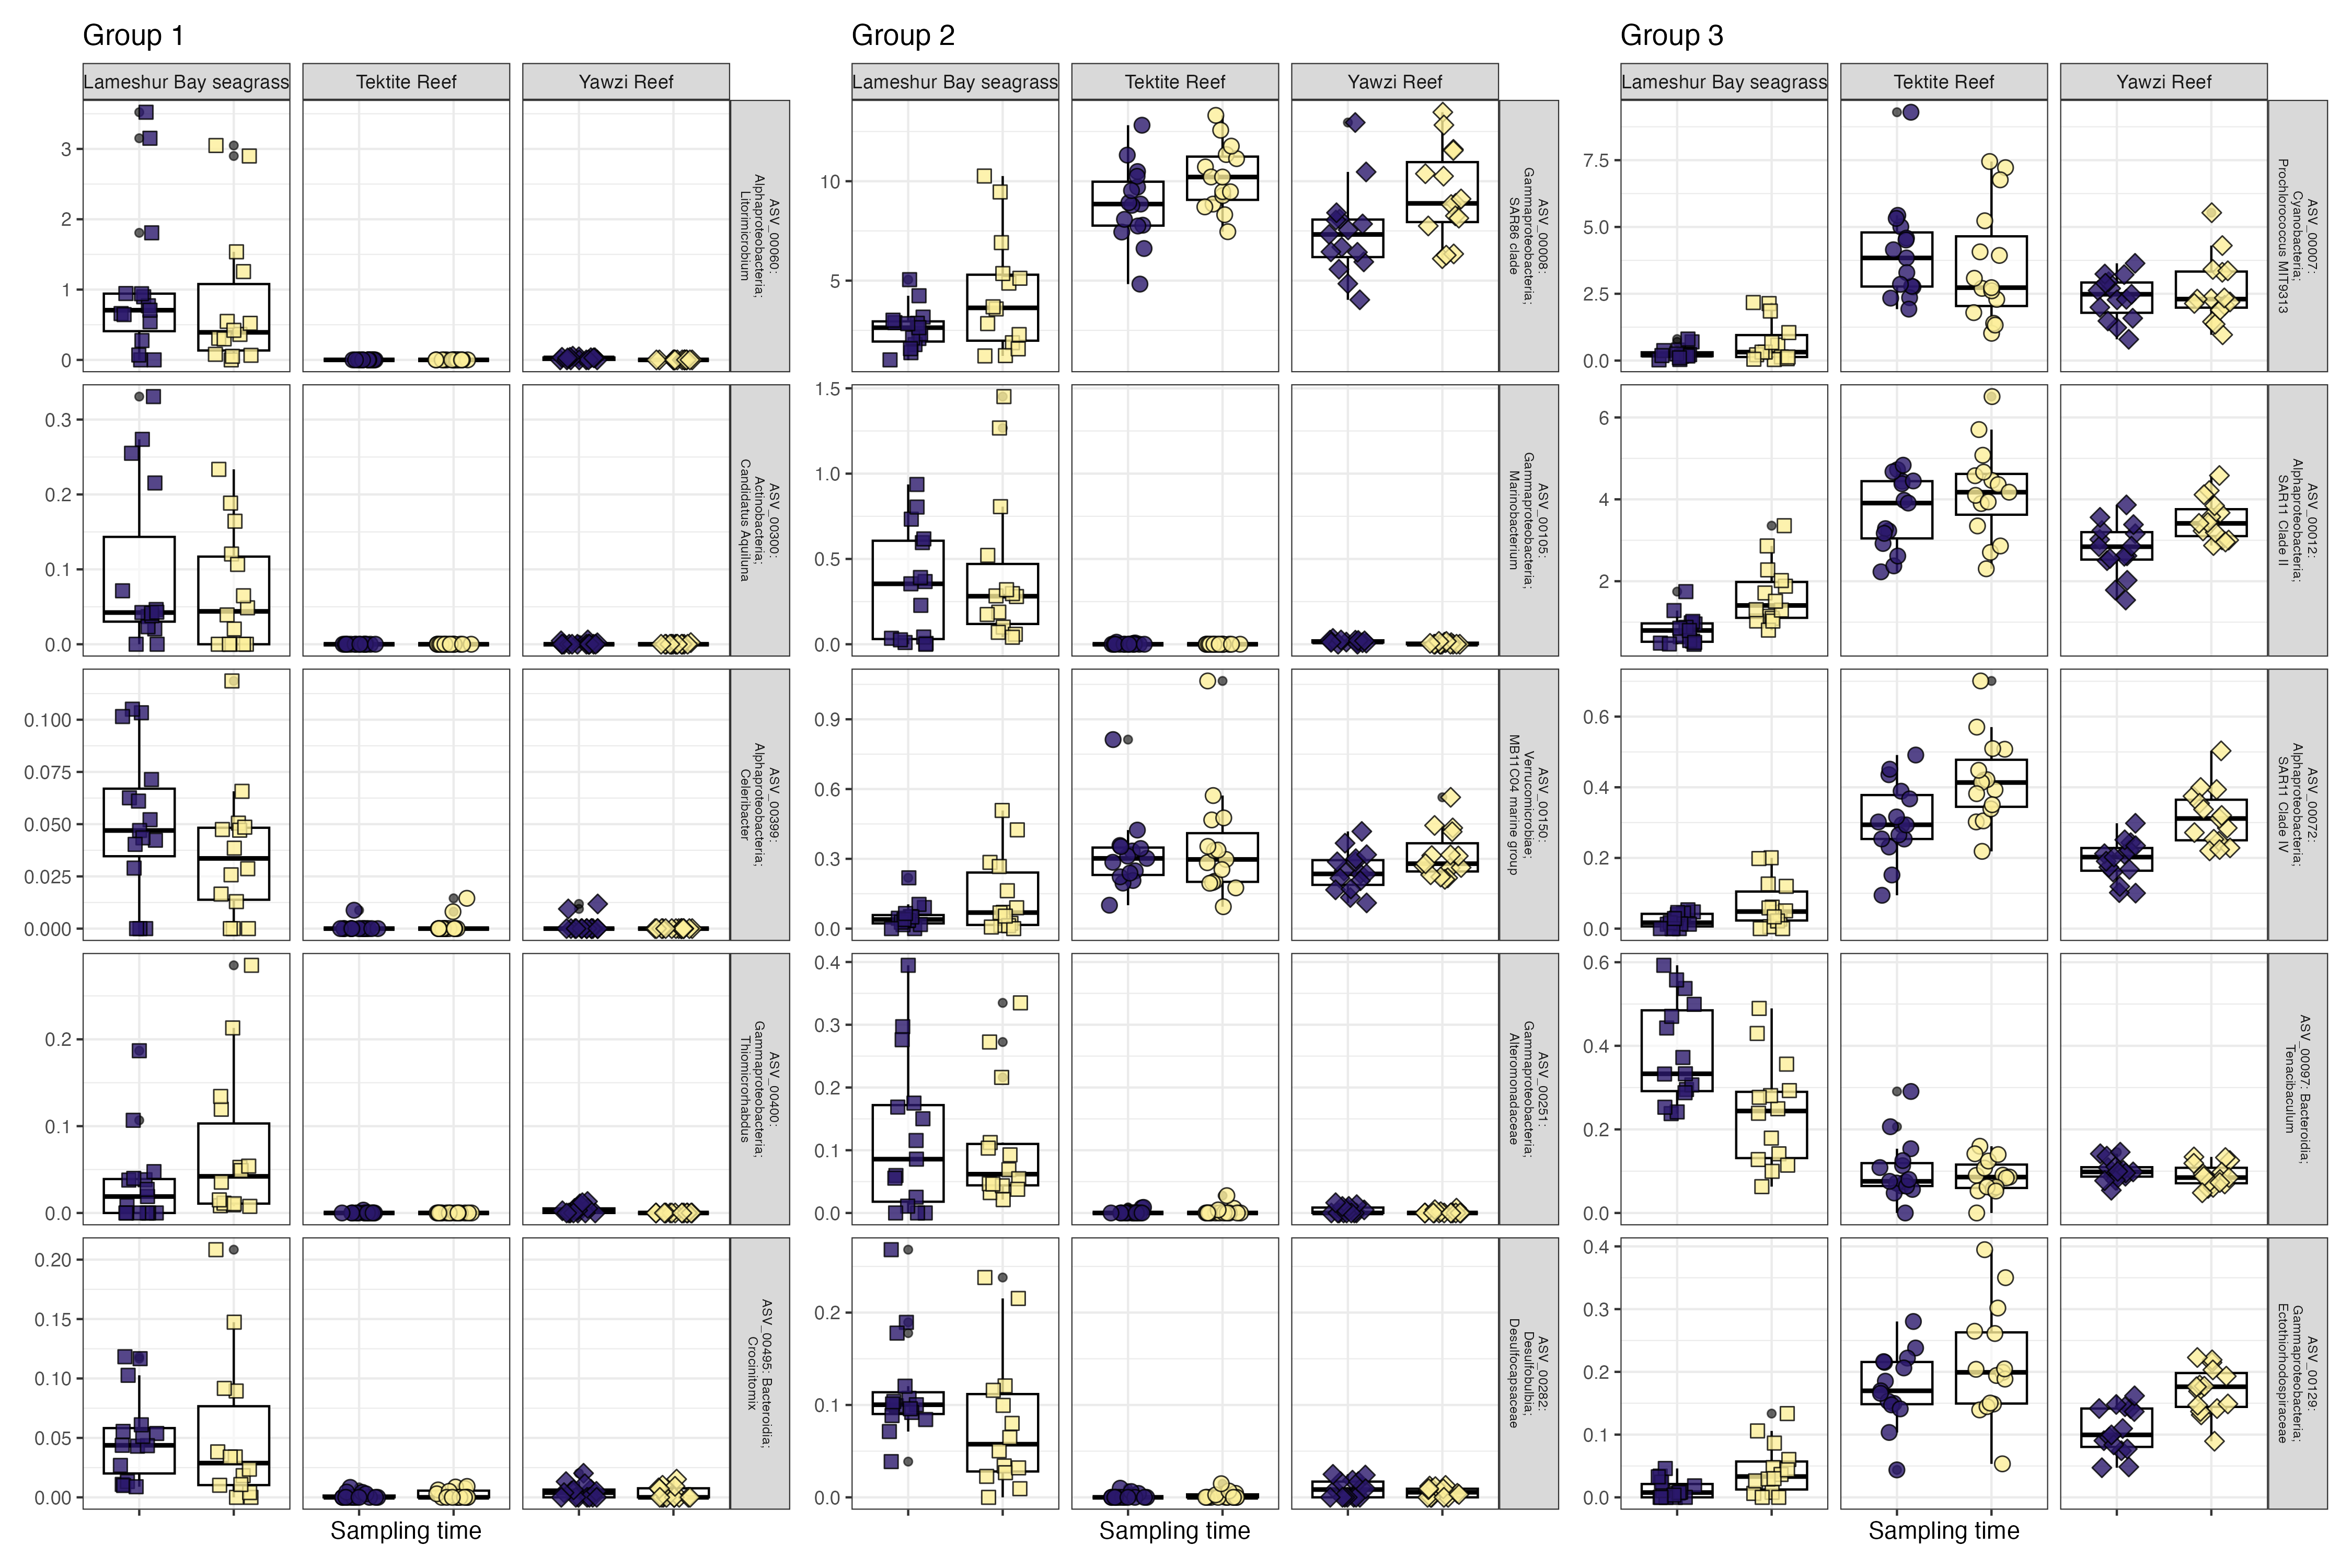 Group 1
Group 2
Group 3
Lameshur Bay seagrass
Tektite Reef
Yawzi Reef
Lameshur Bay seagrass
Tektite Reef
Yawzi Reef
Lameshur Bay seagrass
Tektite Reef
Yawzi Reef
3
2
1
0
ASV_00060:
Alphaproteobacteria;
Litorimicrobium
10
5
ASV_00008:
Gammaproteobacteria;
SAR86 clade
7.5
5.0
2.5
0.0
ASV_00007:
Cyanobacteria;
Prochlorococcus MIT9313
0.3
0.2
0.1
0.0
ASV_00300:
Actinobacteria;
Candidatus Aquiluna
1.5
1.0
0.5
0.0
ASV_00105:
Gammaproteobacteria;
Marinobacterium
6
4
2
ASV_00012:
Alphaproteobacteria;
SAR11 Clade II
0.100
0.075
0.050
0.025
0.000
ASV_00399:
Alphaproteobacteria;
Celeribacter
0.9
0.6
0.3
0.0
ASV_00150:
Verrucomicrobiae;
MB11C04 marine group
0.6
0.4
0.2
0.0
ASV_00072:
Alphaproteobacteria;
SAR11 Clade IV
0.2
0.1
0.0
ASV_00400:
Gammaproteobacteria;
Thiomicrorhabdus
0.4
0.3
0.2
0.1
0.0
ASV_00251:
Gammaproteobacteria;
Alteromonadaceae
0.6
0.4
0.2
0.0
ASV_00097: Bacteroidia;
Tenacibaculum
0.20
0.15
0.10
0.05
0.00
ASV_00495: Bacteroidia;
Crocinitomix
0.2
0.1
0.0
ASV_00282:
Desulfobulbia;
Desulfocapsaceae
0.4
0.3
0.2
0.1
0.0
ASV_00129:
Gammaproteobacteria;
Ectothiorhodospiraceae
Sampling time
Sampling time
Sampling time